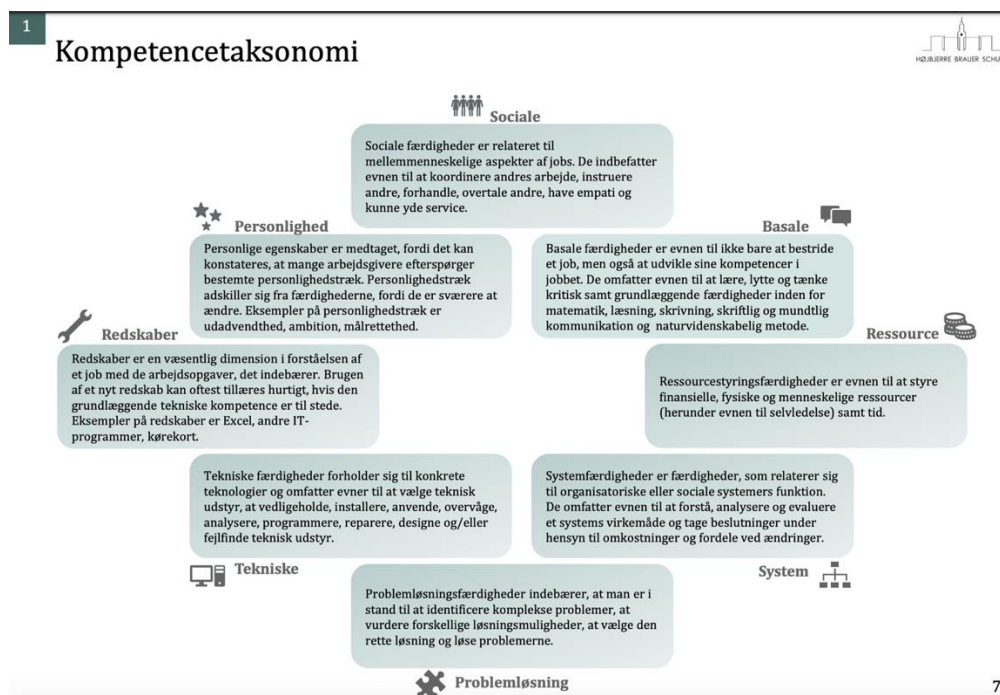 1
Kompetencetaksonomi
HØJBJERRE BRAUER SCHU
Sociale
Sociale færdigheder er relateret til
mellemmenneskelige aspekter af jobs. De indbefatter
evnen til at koordinere andres arbejde, instruere
andre, forhandle, overtale andre, have empati og
kunne yde service.
Personlighed
Personlige egenskaber er medtaget, fordi det kan
konstateres, at mange arbejdsgivere efterspørger
bestemte personlighedstræk. Personlighedstræk
adskiller sig fra færdighederne, fordi de er sværere at
ændre. Eksempler på personlighedstræk er
udadvendthed, ambition, målrettethed.
Basale
Basale færdigheder er evnen til ikke bare at bestride
et job, men også at udvikle sine kompetencer i
jobbet. De omfatter evnen til at lære, lytte og tænke
kritisk samt grundlæggende færdigheder inden for
matematik, læsning, skrivning, skriftlig og mundtlig
kommunikation og naturvidenskabelig metode.
Redskaber
Redskaber er en væsentlig dimension i forståelsen af
et job med de arbejdsopgaver, det indebærer. Brugen
af et nyt redskab kan oftest tillæres hurtigt, hvis den
grundlæggende tekniske kompetence er til stede.
Eksempler på redskaber er Excel, andre IT-
programmer, kørekort.
Ressource
Ressourcestyringsfærdigheder er evnen til at styre
finansielle, fysiske og menneskelige ressourcer
(herunder evnen til selvledelse) samt tid.
Tekniske færdigheder forholder sig til konkrete
teknologier og omfatter evner til at vælge teknisk
udstyr, at vedligeholde, installere, anvende, overvåge,
analysere, programmere, reparere, designe og/eller
fejlfinde teknisk udstyr.
Tekniske
Systemfærdigheder er færdigheder, som relaterer sig
til organisatoriske eller sociale systemers funktion.
De omfatter evnen til at forstå, analysere og evaluere
et systems virkemåde og tage beslutninger under
hensyn til omkostninger og fordele ved ændringer.
System
Problemløsningsfærdigheder indebærer, at man er i
stand til at identificere komplekse problemer, at
vurdere forskellige løsningsmuligheder, at vælge den
rette løsning og løse problemerne.
Problemløsning
7